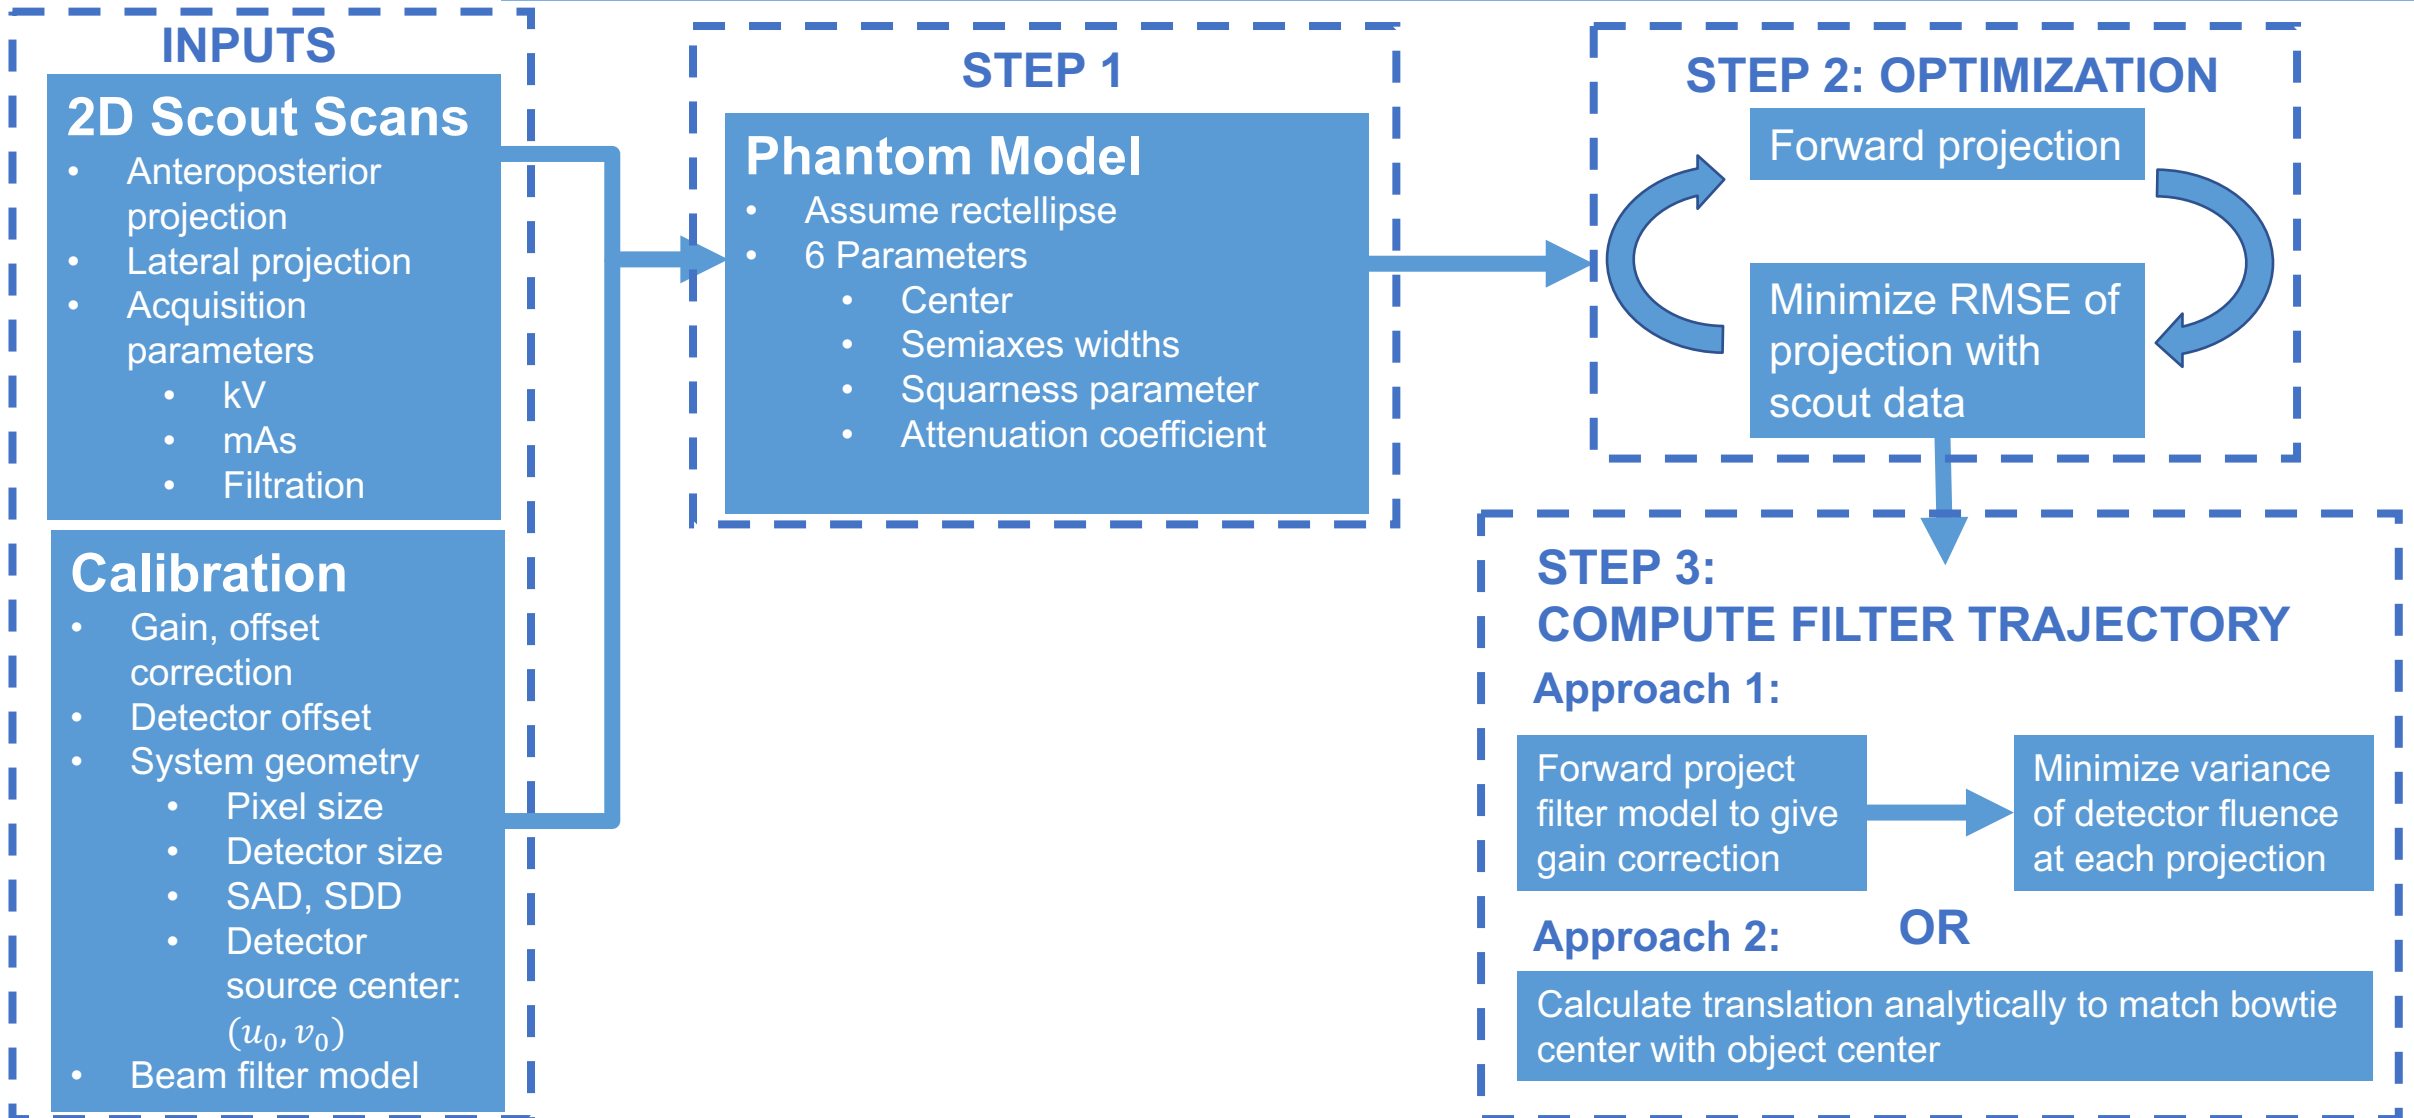 INPUTS
2D Scout Scans
• Anteroposterior
projection
• Lateral projection
• Acquisition
parameters
• kV
• mAs
• Filtration
Calibration
• Gain, offset
correction
• Detector offset
• System geometry
• Pixel size
• Detector size
• SAD, SDD
• Detector
source center:
(𝑢₀, 𝑣₀)
• Beam filter model
STEP 1
Phantom Model
• Assume rectellipse
• 6 Parameters
• Center
• Semiaxes widths
• Squarness parameter
• Attenuation coefficient
STEP 2: OPTIMIZATION
Forward projection
Minimize RMSE of
projection with
scout data
STEP 3:
COMPUTE FILTER TRAJECTORY
Approach 1:
Forward project
filter model to give
gain correction
Minimize variance
of detector fluence
at each projection
OR
Approach 2:
Calculate translation analytically to match bowtie
center with object center